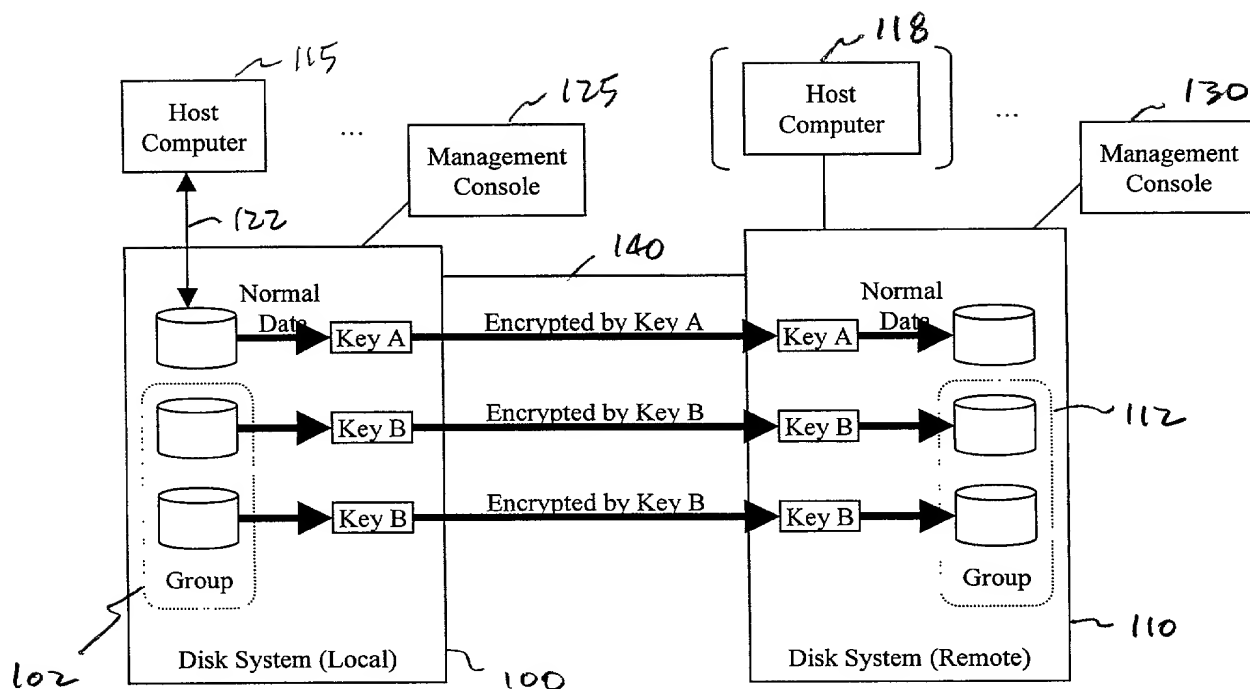 115
Host
Computer
...
125
Management
Console
118
Host
Computer
...
130
Management
Console
122
140
Normal
Data
Key A
Encrypted by Key A
Key A
Normal
Data
Key B
Encrypted by Key B
Key B
112
Key B
Encrypted by Key B
Key B
Group
Group
102
Disk System (Local)
100
Disk System (Remote)
110